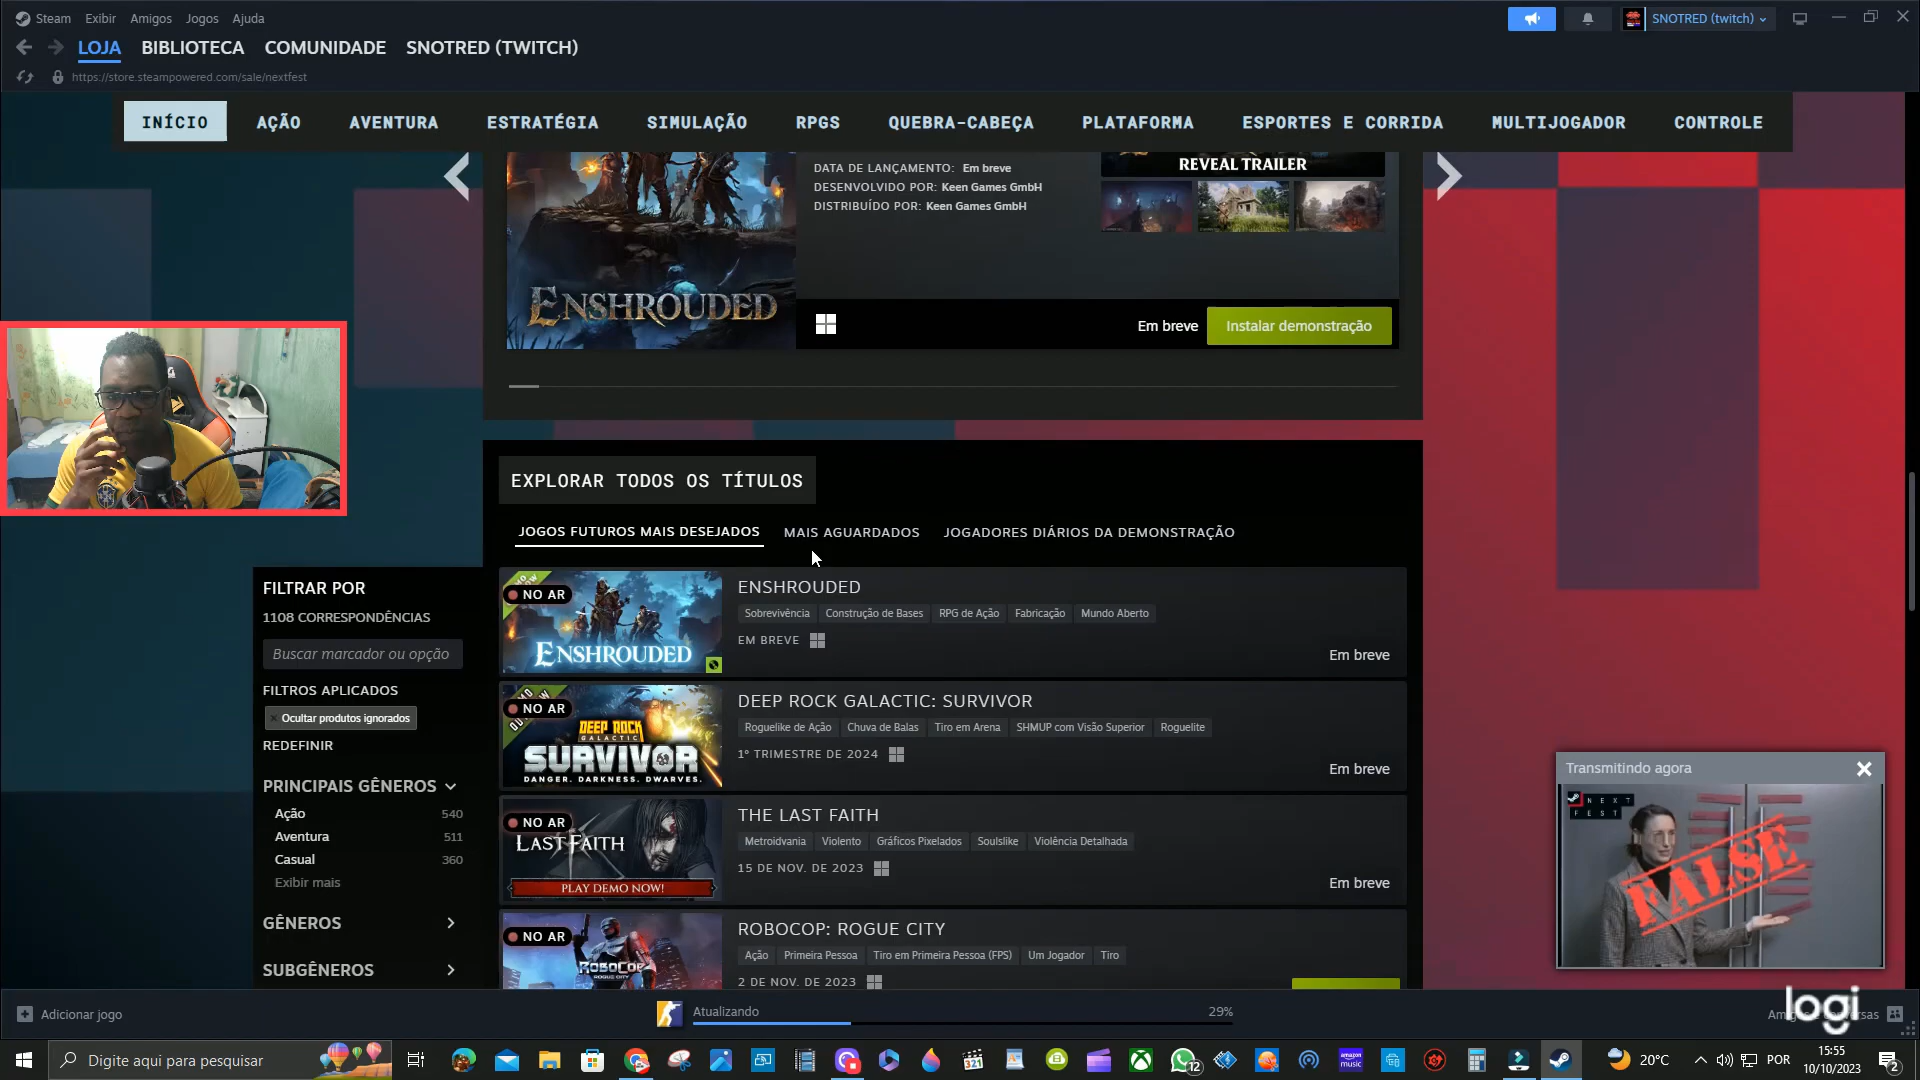 Steam Exibir Amigos Jogos Ajuda
SNOTRED (twitch)
LOJA BIBLIOTECA COMUNIDADE SNOTRED (TWITCH)
https://store.steampowered.com/sale/nextfest
INÍCIO AÇÃO AVENTURA ESTRATÉGIA SIMULAÇÃO RPGS QUEBRA-CABEÇA PLATAFORMA ESPORTES E CORRIDA MULTIJOGADOR CONTROLE
REVEAL TRAILER
DATA DE LANÇAMENTO: Em breve
DESENVOLVIDO POR: Keen Games GmbH
DISTRIBUÍDO POR: Keen Games GmbH
ENSHROUDED
Em breve Instalar demonstração
EXPLORAR TODOS OS TÍTULOS
JOGOS FUTUROS MAIS DESEJADOS MAIS AGUARDADOS JOGADORES DIÁRIOS DA DEMONSTRAÇÃO
FILTRAR POR
1108 CORRESPONDÊNCIAS
Buscar marcador ou opção
FILTROS APLICADOS
Ocultar produtos ignorados
REDEFINIR
PRINCIPAIS GÊNEROS
Ação 540
Aventura 511
Casual 360
Exibir mais
GÊNEROS
SUBGÊNEROS
NO AR
ENSHROUDED
ENSHROUDED
Sobrevivência Construção de Bases RPG de Ação Fabricação Mundo Aberto
EM BREVE
Em breve
NO AR
DEEP ROCK
GALACTIC
SURVIVOR
DANGER. DARKNESS. DWARVES.
DEEP ROCK GALACTIC: SURVIVOR
Roguelike de Ação Chuva de Balas Tiro em Arena SHMUP com Visão Superior Roguelite
1º TRIMESTRE DE 2024
Em breve
NO AR
LAST FAITH
PLAY DEMO NOW!
THE LAST FAITH
Metroidvania Violento Gráficos Pixelados Soulslike Violência Detalhada
15 DE NOV. DE 2023
Em breve
NO AR
ROBOCOP
ROGUE CITY
ROBOCOP: ROGUE CITY
Ação Primeira Pessoa Tiro em Primeira Pessoa (FPS) Um Jogador Tiro
2 DE NOV. DE 2023
Transmitindo agora
NEXT
FEST
FALSE
Adicionar jogo
Atualizando 29%
logi
Digite aqui para pesquisar
12
20°C
POR
15:55
10/10/2023
2